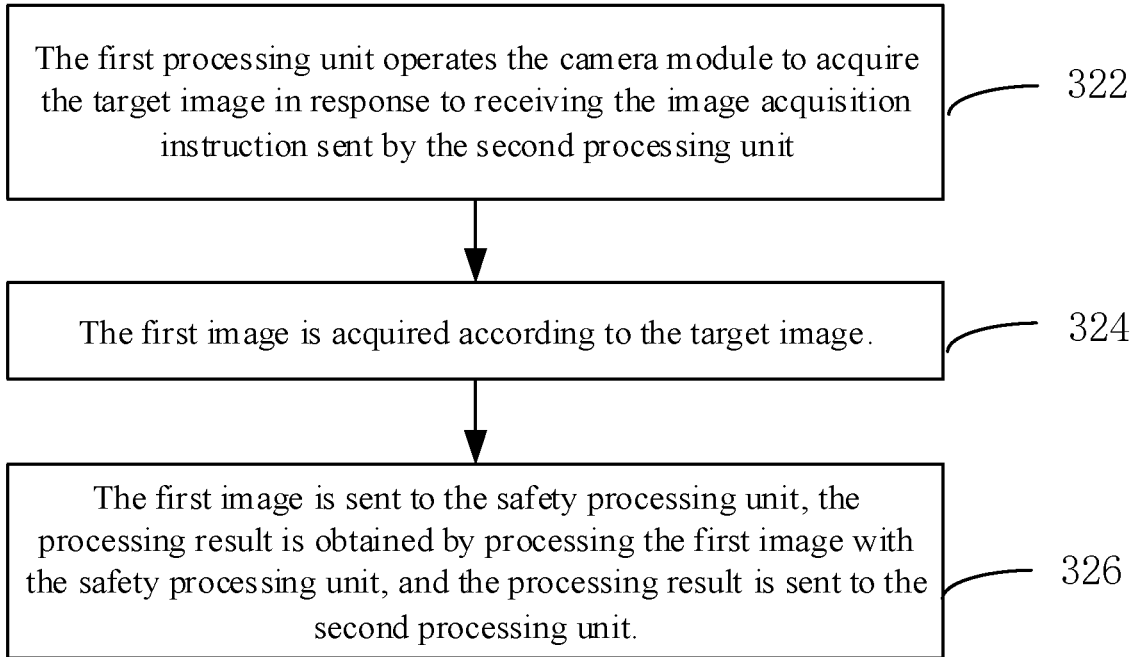 The first processing unit operates the camera module to acquire
the target image in response to receiving the image acquisition
instruction sent by the second processing unit
322
The first image is acquired according to the target image.
324
The first image is sent to the safety processing unit, the
processing result is obtained by processing the first image with
the safety processing unit, and the processing result is sent to the
second processing unit.
326